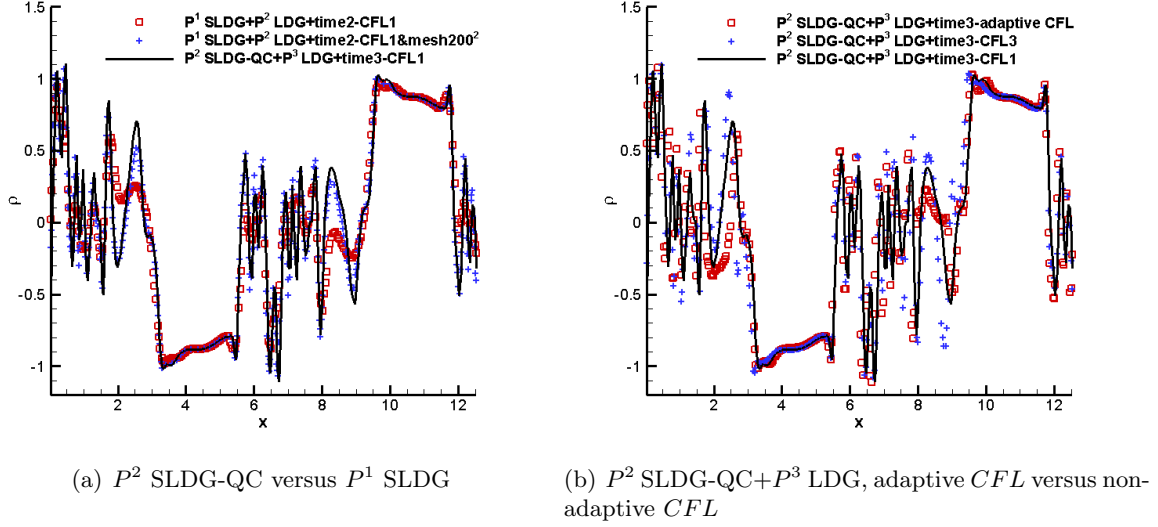 P¹ SLDG+P² LDG+time2-CFL1
P¹ SLDG+P² LDG+time2-CFL1&mesh200²
P² SLDG-QC+P³ LDG+time3-CFL1
1.5
1
0.5
0
-0.5
-1
ρ
2
4
6
8
10
12
x
(a) P² SLDG-QC versus P¹ SLDG
P² SLDG-QC+P³ LDG+time3-adaptive CFL
P² SLDG-QC+P³ LDG+time3-CFL3
P² SLDG-QC+P³ LDG+time3-CFL1
1.5
1
0.5
0
-0.5
-1
ρ
2
4
6
8
10
12
x
(b) P² SLDG-QC+P³ LDG, adaptive CFL versus non-
adaptive CFL